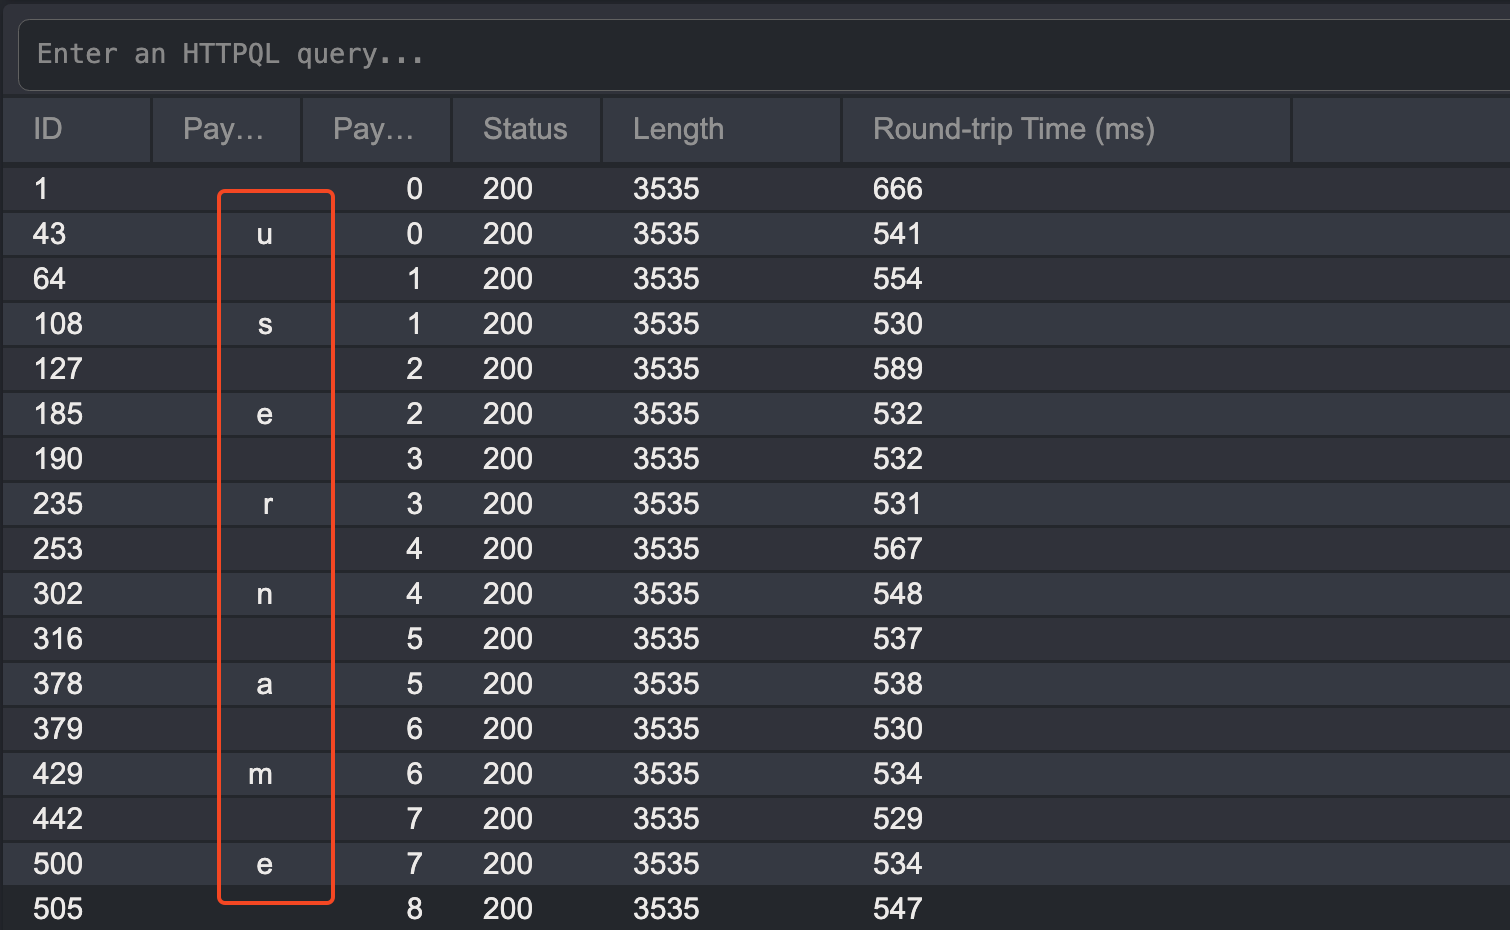 Enter an HTTPQL query...
ID Pay... Pay... Status Length Round-trip Time (ms)
1 0 200 3535 666
43 u 0 200 3535 541
64 1 200 3535 554
108 s 1 200 3535 530
127 2 200 3535 589
185 e 2 200 3535 532
190 3 200 3535 532
235 r 3 200 3535 531
253 4 200 3535 567
302 n 4 200 3535 548
316 5 200 3535 537
378 a 5 200 3535 538
379 6 200 3535 530
429 m 6 200 3535 534
442 7 200 3535 529
500 e 7 200 3535 534
505 8 200 3535 547